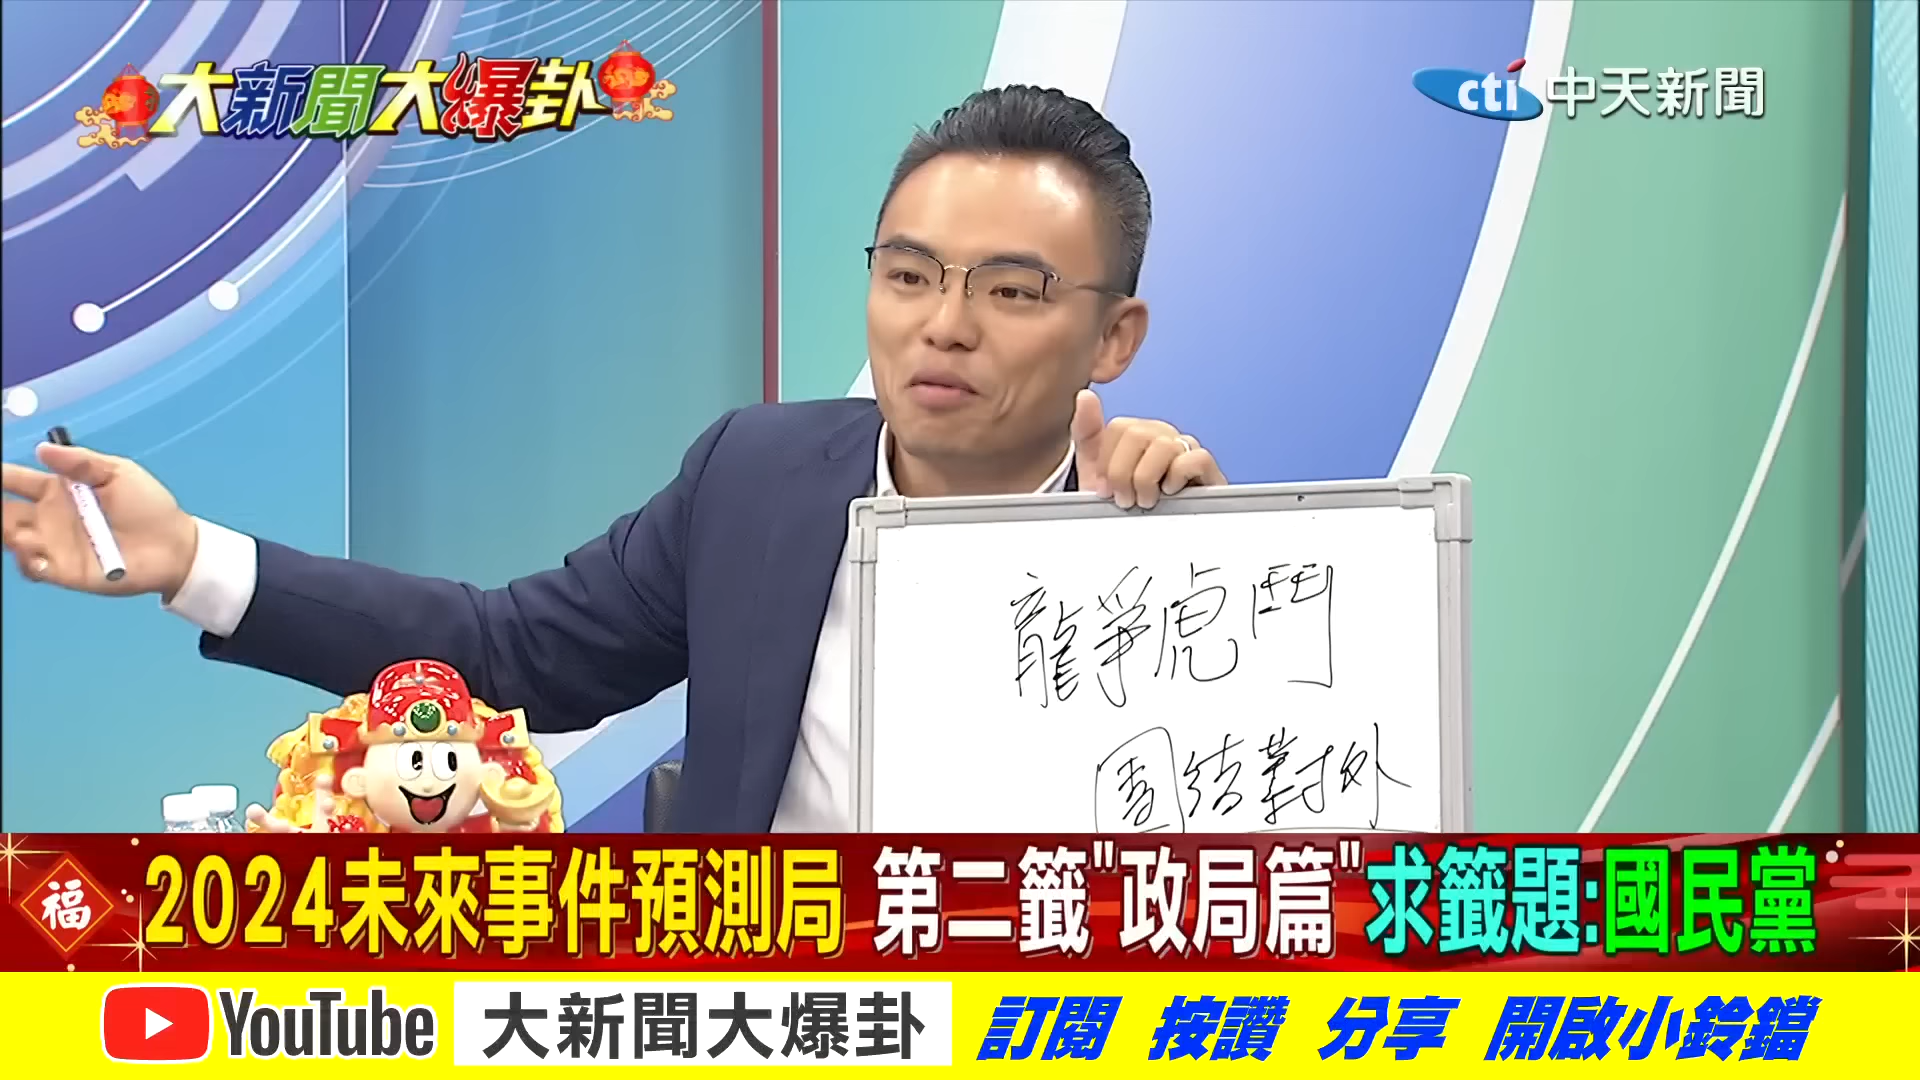 大新聞大爆卦
cti 中天新聞
龍爭虎鬥
團結對外
福
2024未來事件預測局 第二籤"政局篇"求籤題:國民黨
YouTube 大新聞大爆卦 訂閱 按讚 分享 開啟小鈴鐺